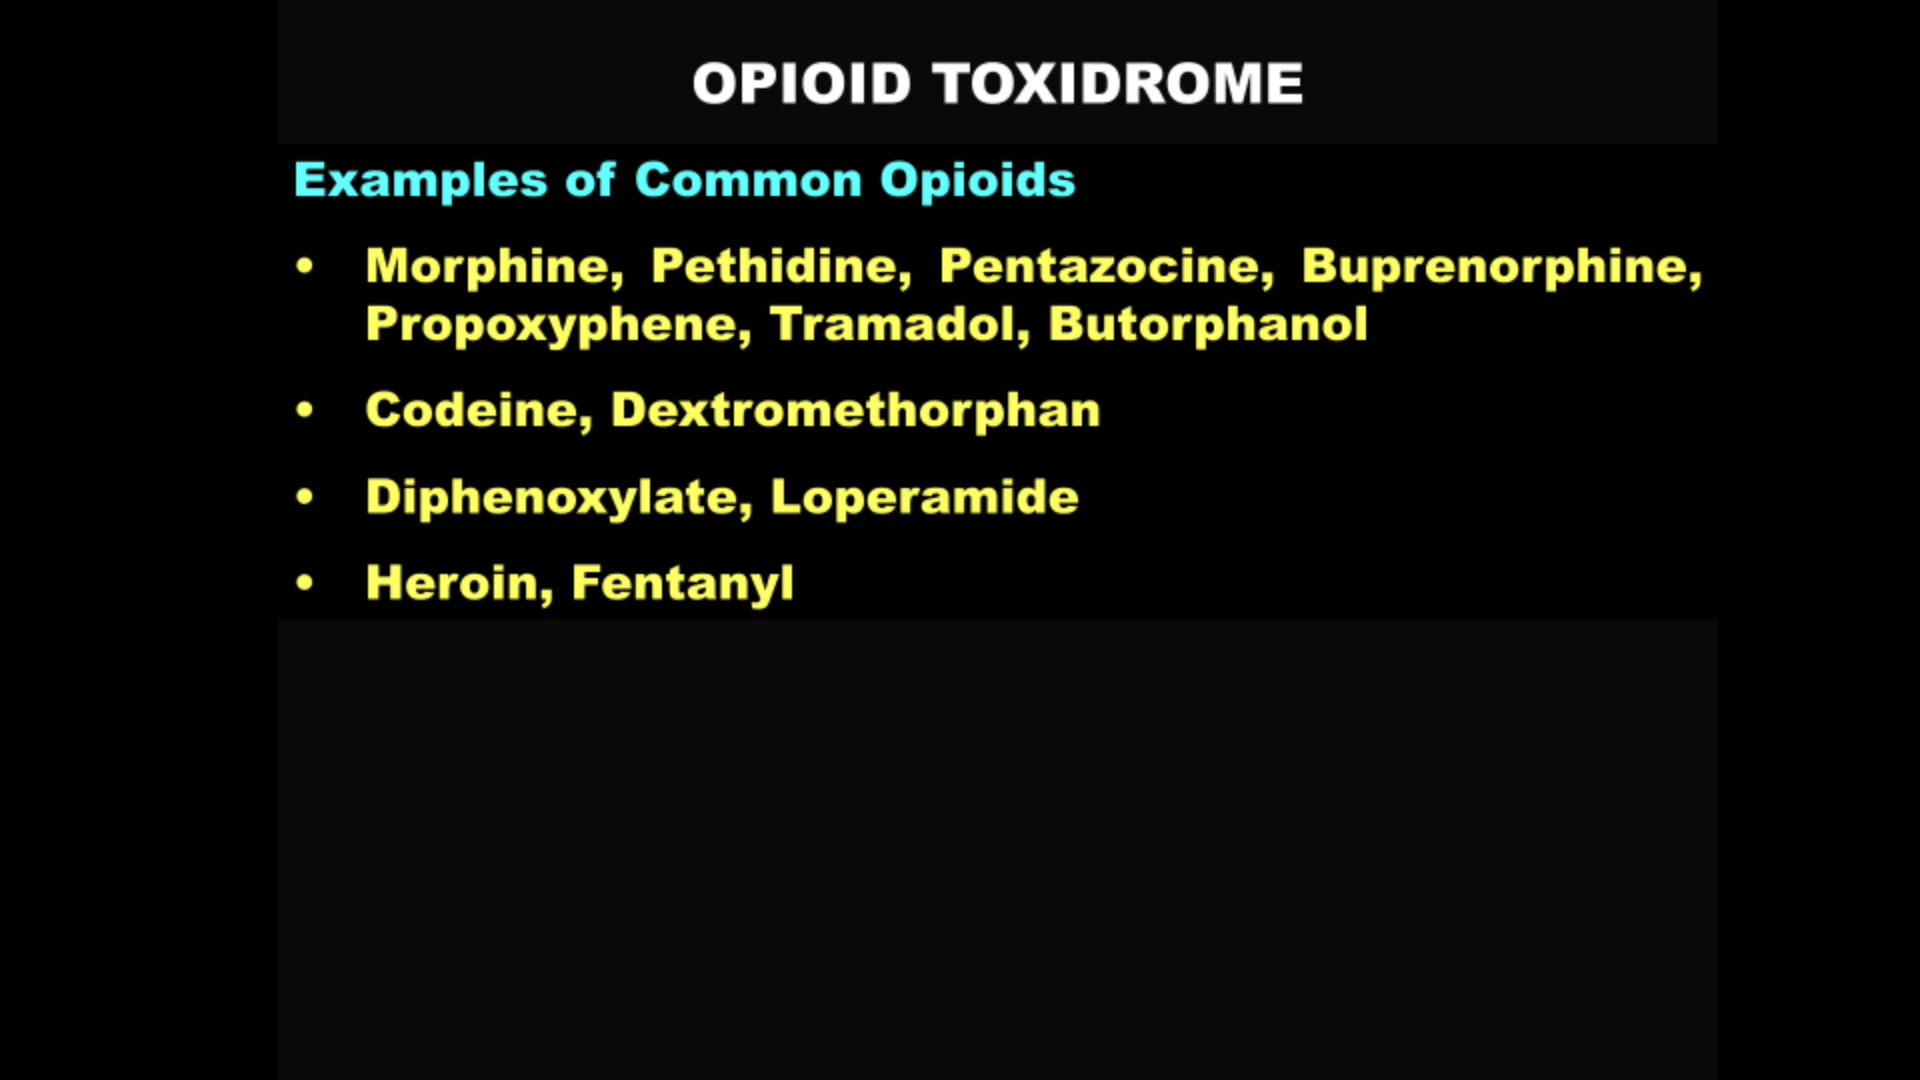 OPIOID TOXIDROME
Examples of Common Opioids
• Morphine, Pethidine, Pentazocine, Buprenorphine,
Propoxyphene, Tramadol, Butorphanol
• Codeine, Dextromethorphan
• Diphenoxylate, Loperamide
• Heroin, Fentanyl